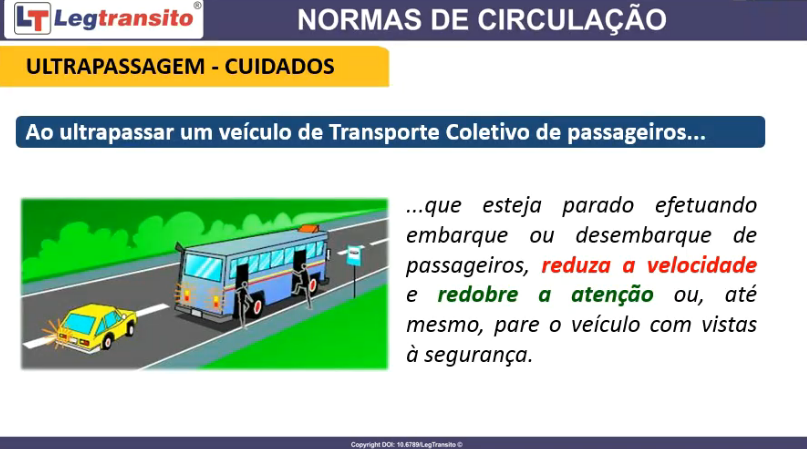 LT Legtransito®
NORMAS DE CIRCULAÇÃO
ULTRAPASSAGEM - CUIDADOS
Ao ultrapassar um veículo de Transporte Coletivo de passageiros...
...que esteja parado efetuando
embarque ou desembarque de
passageiros, reduza a velocidade
e redobre a atenção ou, até
mesmo, pare o veículo com vistas
à segurança.
Copyright DOI: 10.6789/LegTransito ©